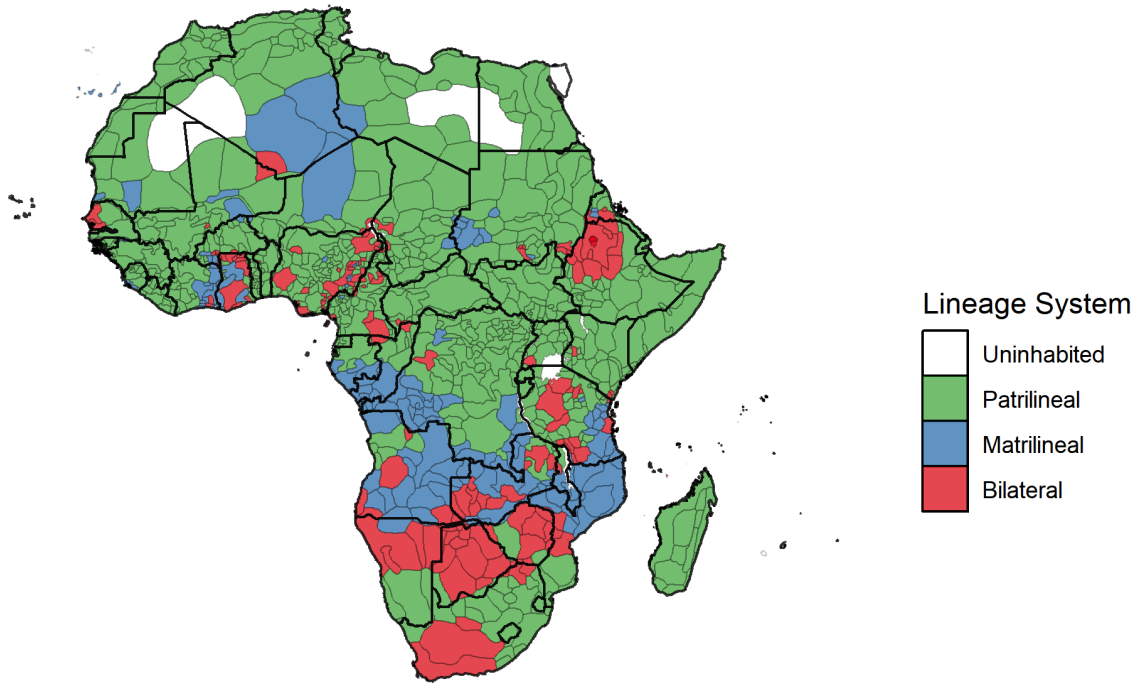 Lineage System
Uninhabited
Patrilineal
Matrilineal
Bilateral